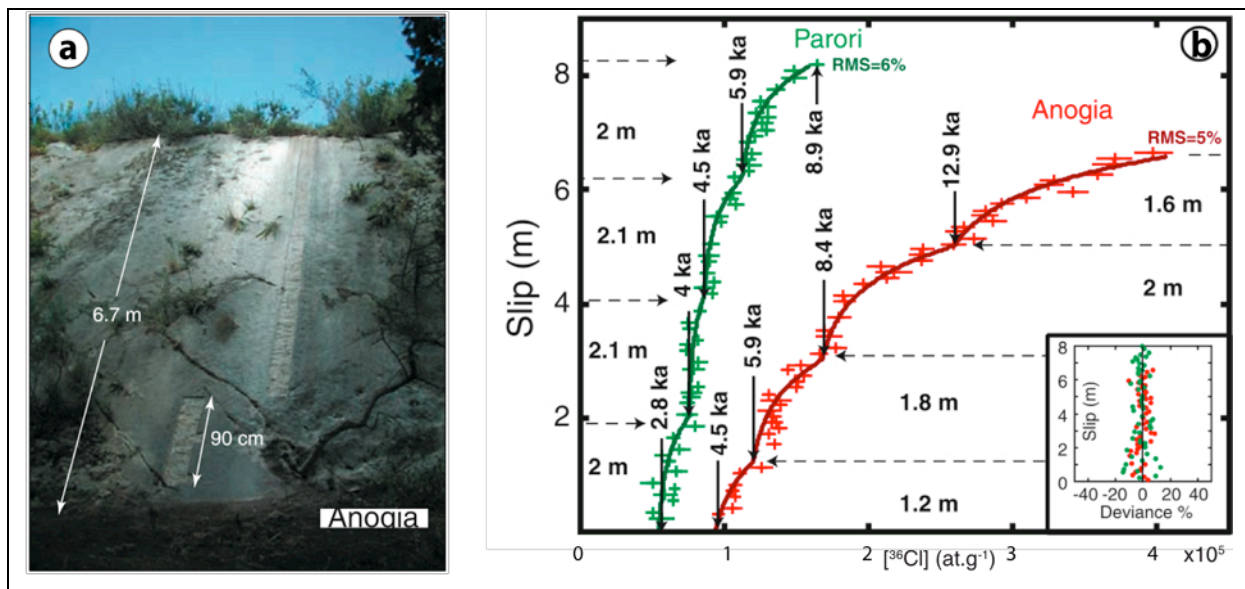 a
6.7 m
90 cm
Anogia
b
Parori
RMS=6%
Anogia
RMS=5%
Slip (m)
8
6
4
2
2 m
2.1 m
2.1 m
2 m
5.9 ka
4.5 ka
4 ka
2.8 ka
8.9 ka
12.9 ka
8.4 ka
5.9 ka
4.5 ka
1.6 m
2 m
1.8 m
1.2 m
Slip (m)
8
6
4
2
0
-40 -20 0 20 40
Deviance %
0 1 2 3 4 x10⁵
[³⁶Cl] (at.g⁻¹)